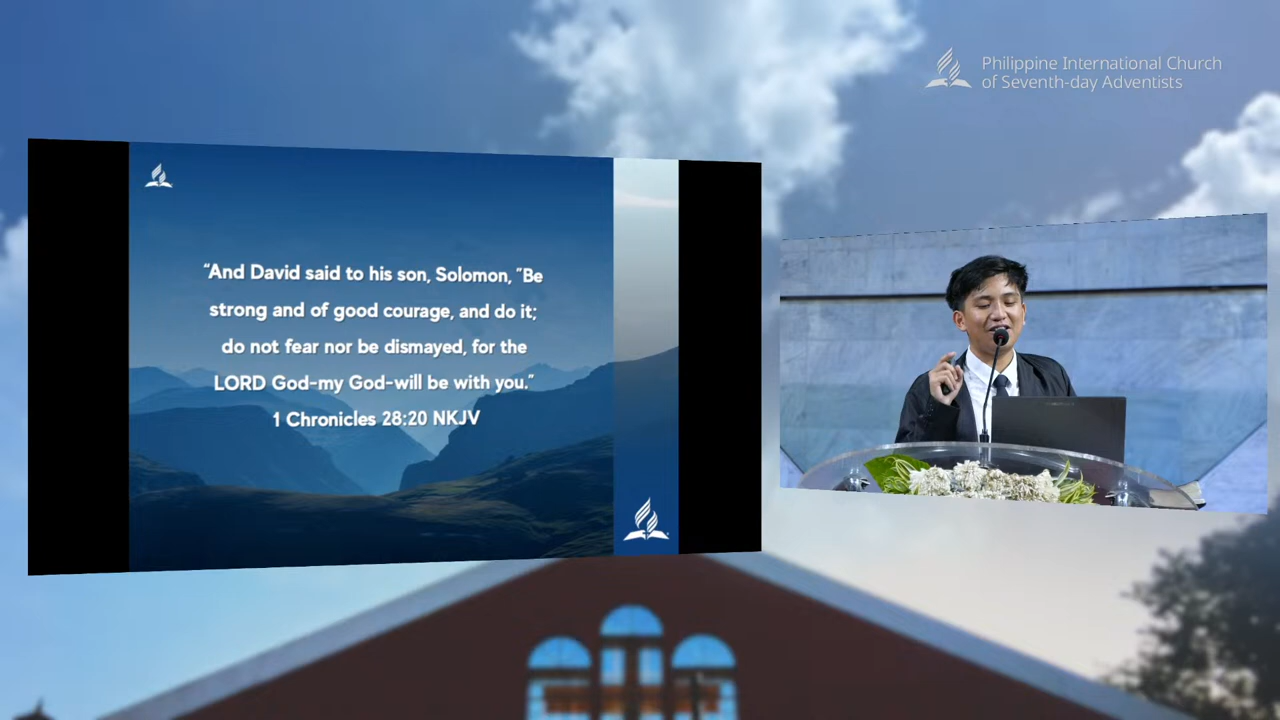 Philippine International Church
of Seventh-day Adventists
“And David said to his son, Solomon, "Be
strong and of good courage, and do it;
do not fear nor be dismayed, for the
LORD God-my God-will be with you.”
1 Chronicles 28:20 NKJV